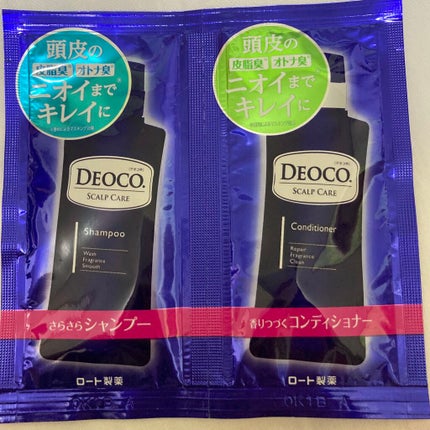 頭皮の
皮脂臭 オトナ臭
ニオイまで
キレイに
DEOCO.
SCALP CARE
Shampoo
Wash
Fragrance
Smooth
さらさらシャンプー
ロート製薬
OK1B A
頭皮の
皮脂臭 オトナ臭
ニオイまで
キレイに
DEOCO.
SCALP CARE
Conditioner
Repair
Fragrance
Clean
香りつづくコンディショナー
ロート製薬
OK1B A